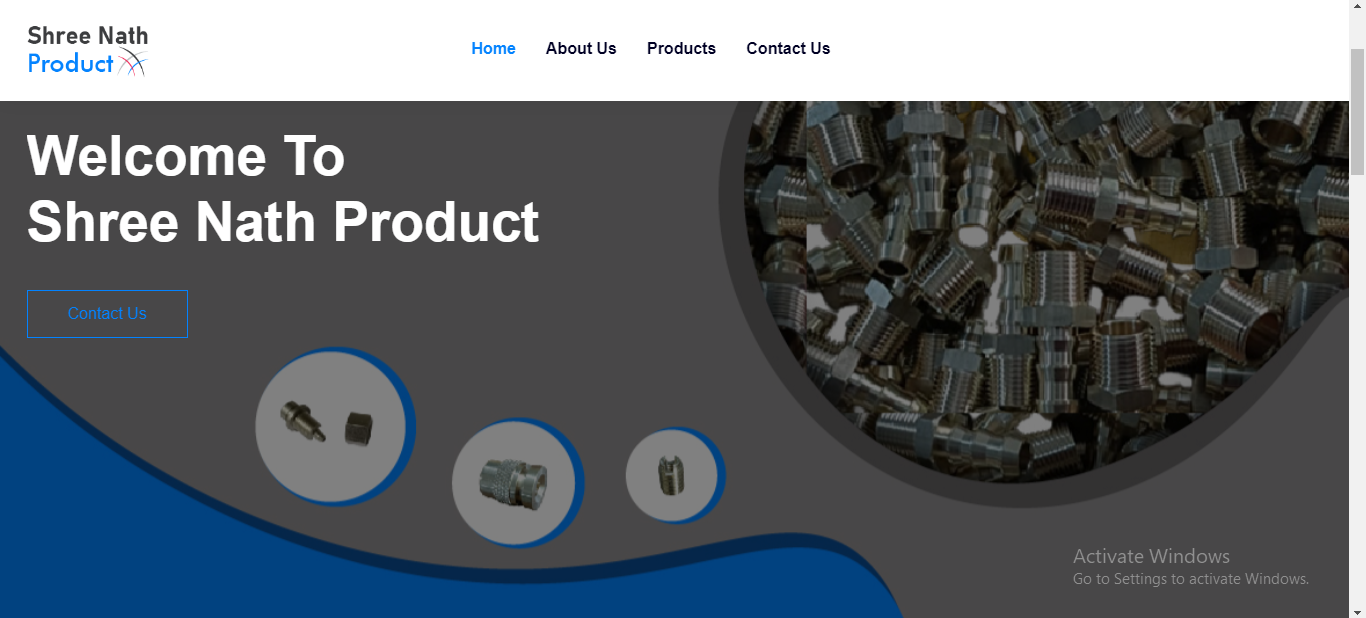 Shree Nath
Product
Home
About Us
Products
Contact Us
Welcome To
Shree Nath Product
Contact Us
Activate Windows
Go to Settings to activate Windows.